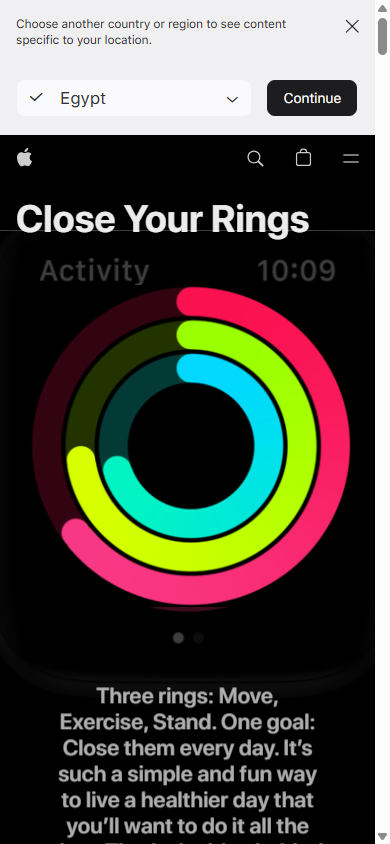 Choose another country or region to see content
specific to your location.
Egypt
Continue
Close Your Rings
Activity
10:09
Three rings: Move,
Exercise, Stand. One goal:
Close them every day. It’s
such a simple and fun way
to live a healthier day that
you’ll want to do it all the